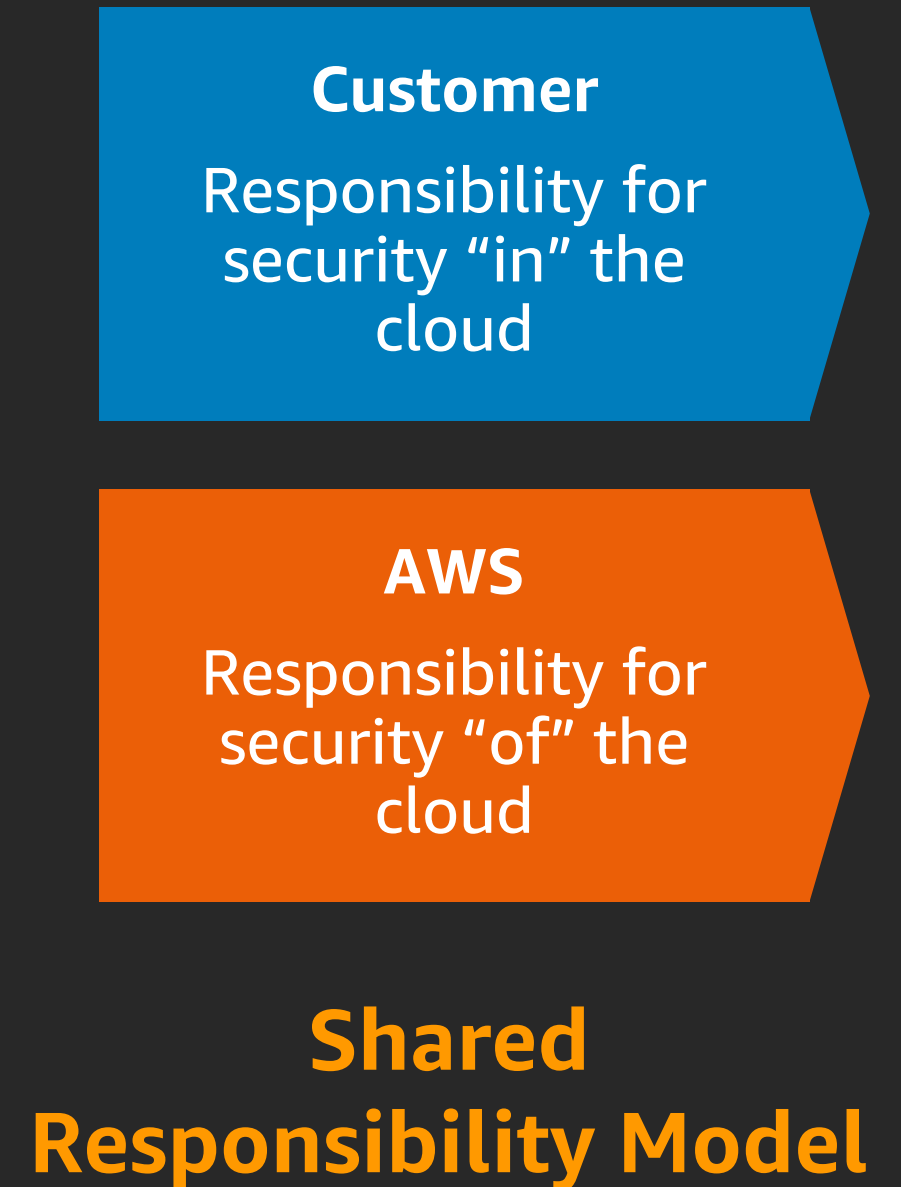 Customer
Responsibility for
security “in” the
cloud
AWS
Responsibility for
security “of” the
cloud
Shared
Responsibility Model